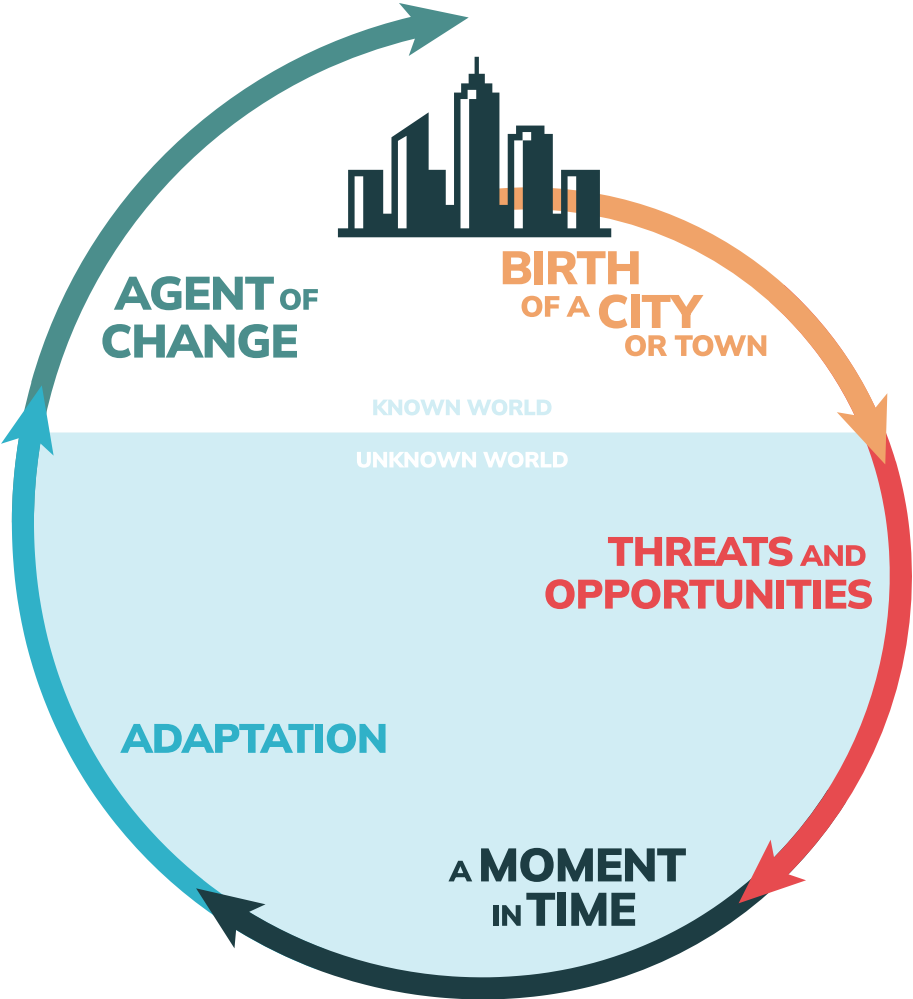 BIRTH
OF A CITY
OR TOWN
AGENT OF
CHANGE
KNOWN WORLD
UNKNOWN WORLD
THREATS AND
OPPORTUNITIES
ADAPTATION
A MOMENT
IN TIME